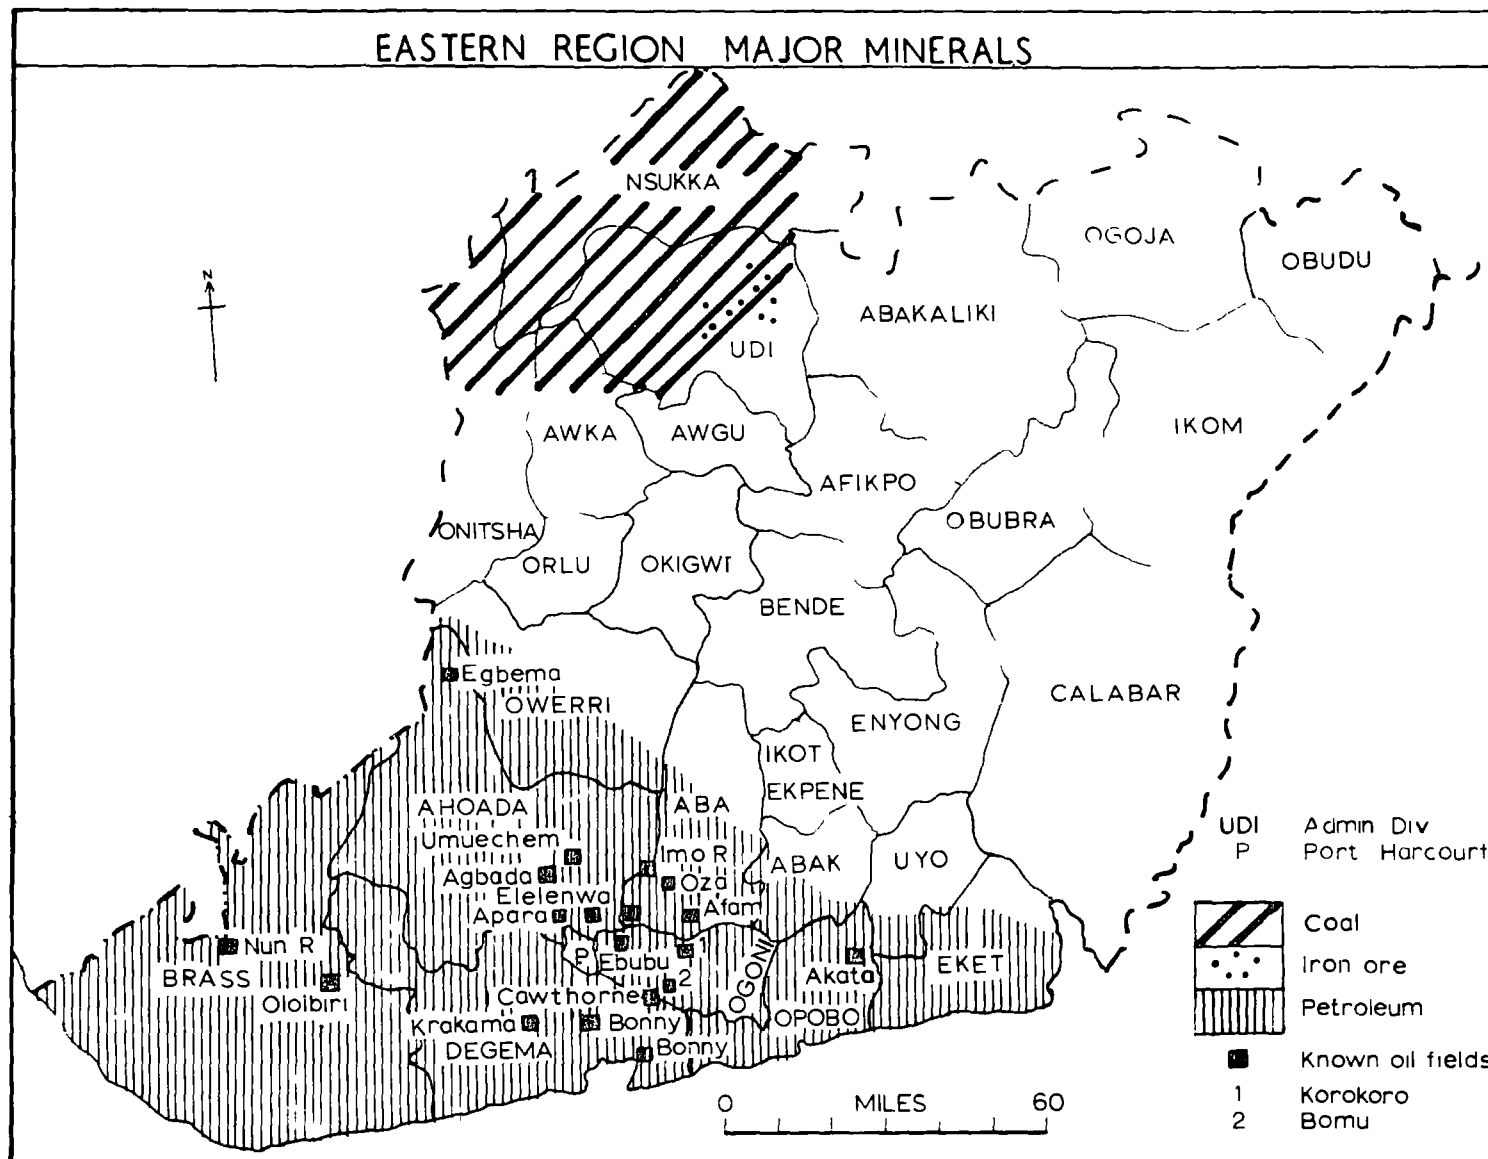 EASTERN REGION MAJOR MINERALS
N
NSUKKA
OGOJA
OBUDU
ABAKALIKI
UDI
IKOM
AWKA
AWGU
AFIKPO
OBUBRA
ONITSHA
ORLU
OKIGWI
BENDE
Egbema
OWERRI
CALABAR
ENYONG
IKOT
EKPENE
AHOADA
ABA
Umuechem
Imo R
ABAK
UYO
Agbada
Oza
Elelenwa
Apara
Afam
Nun R
P
Ebubu
1
OGONI
BRASS
Oloibiri
2
Akata
EKET
Cawthorne
Krakama
Bonny
OPOBO
DEGEMA
Bonny
UDI Admin Div
P Port Harcourt
Coal
Iron ore
Petroleum
Known oil fields
1 Korokoro
2 Bomu
0 MILES 60